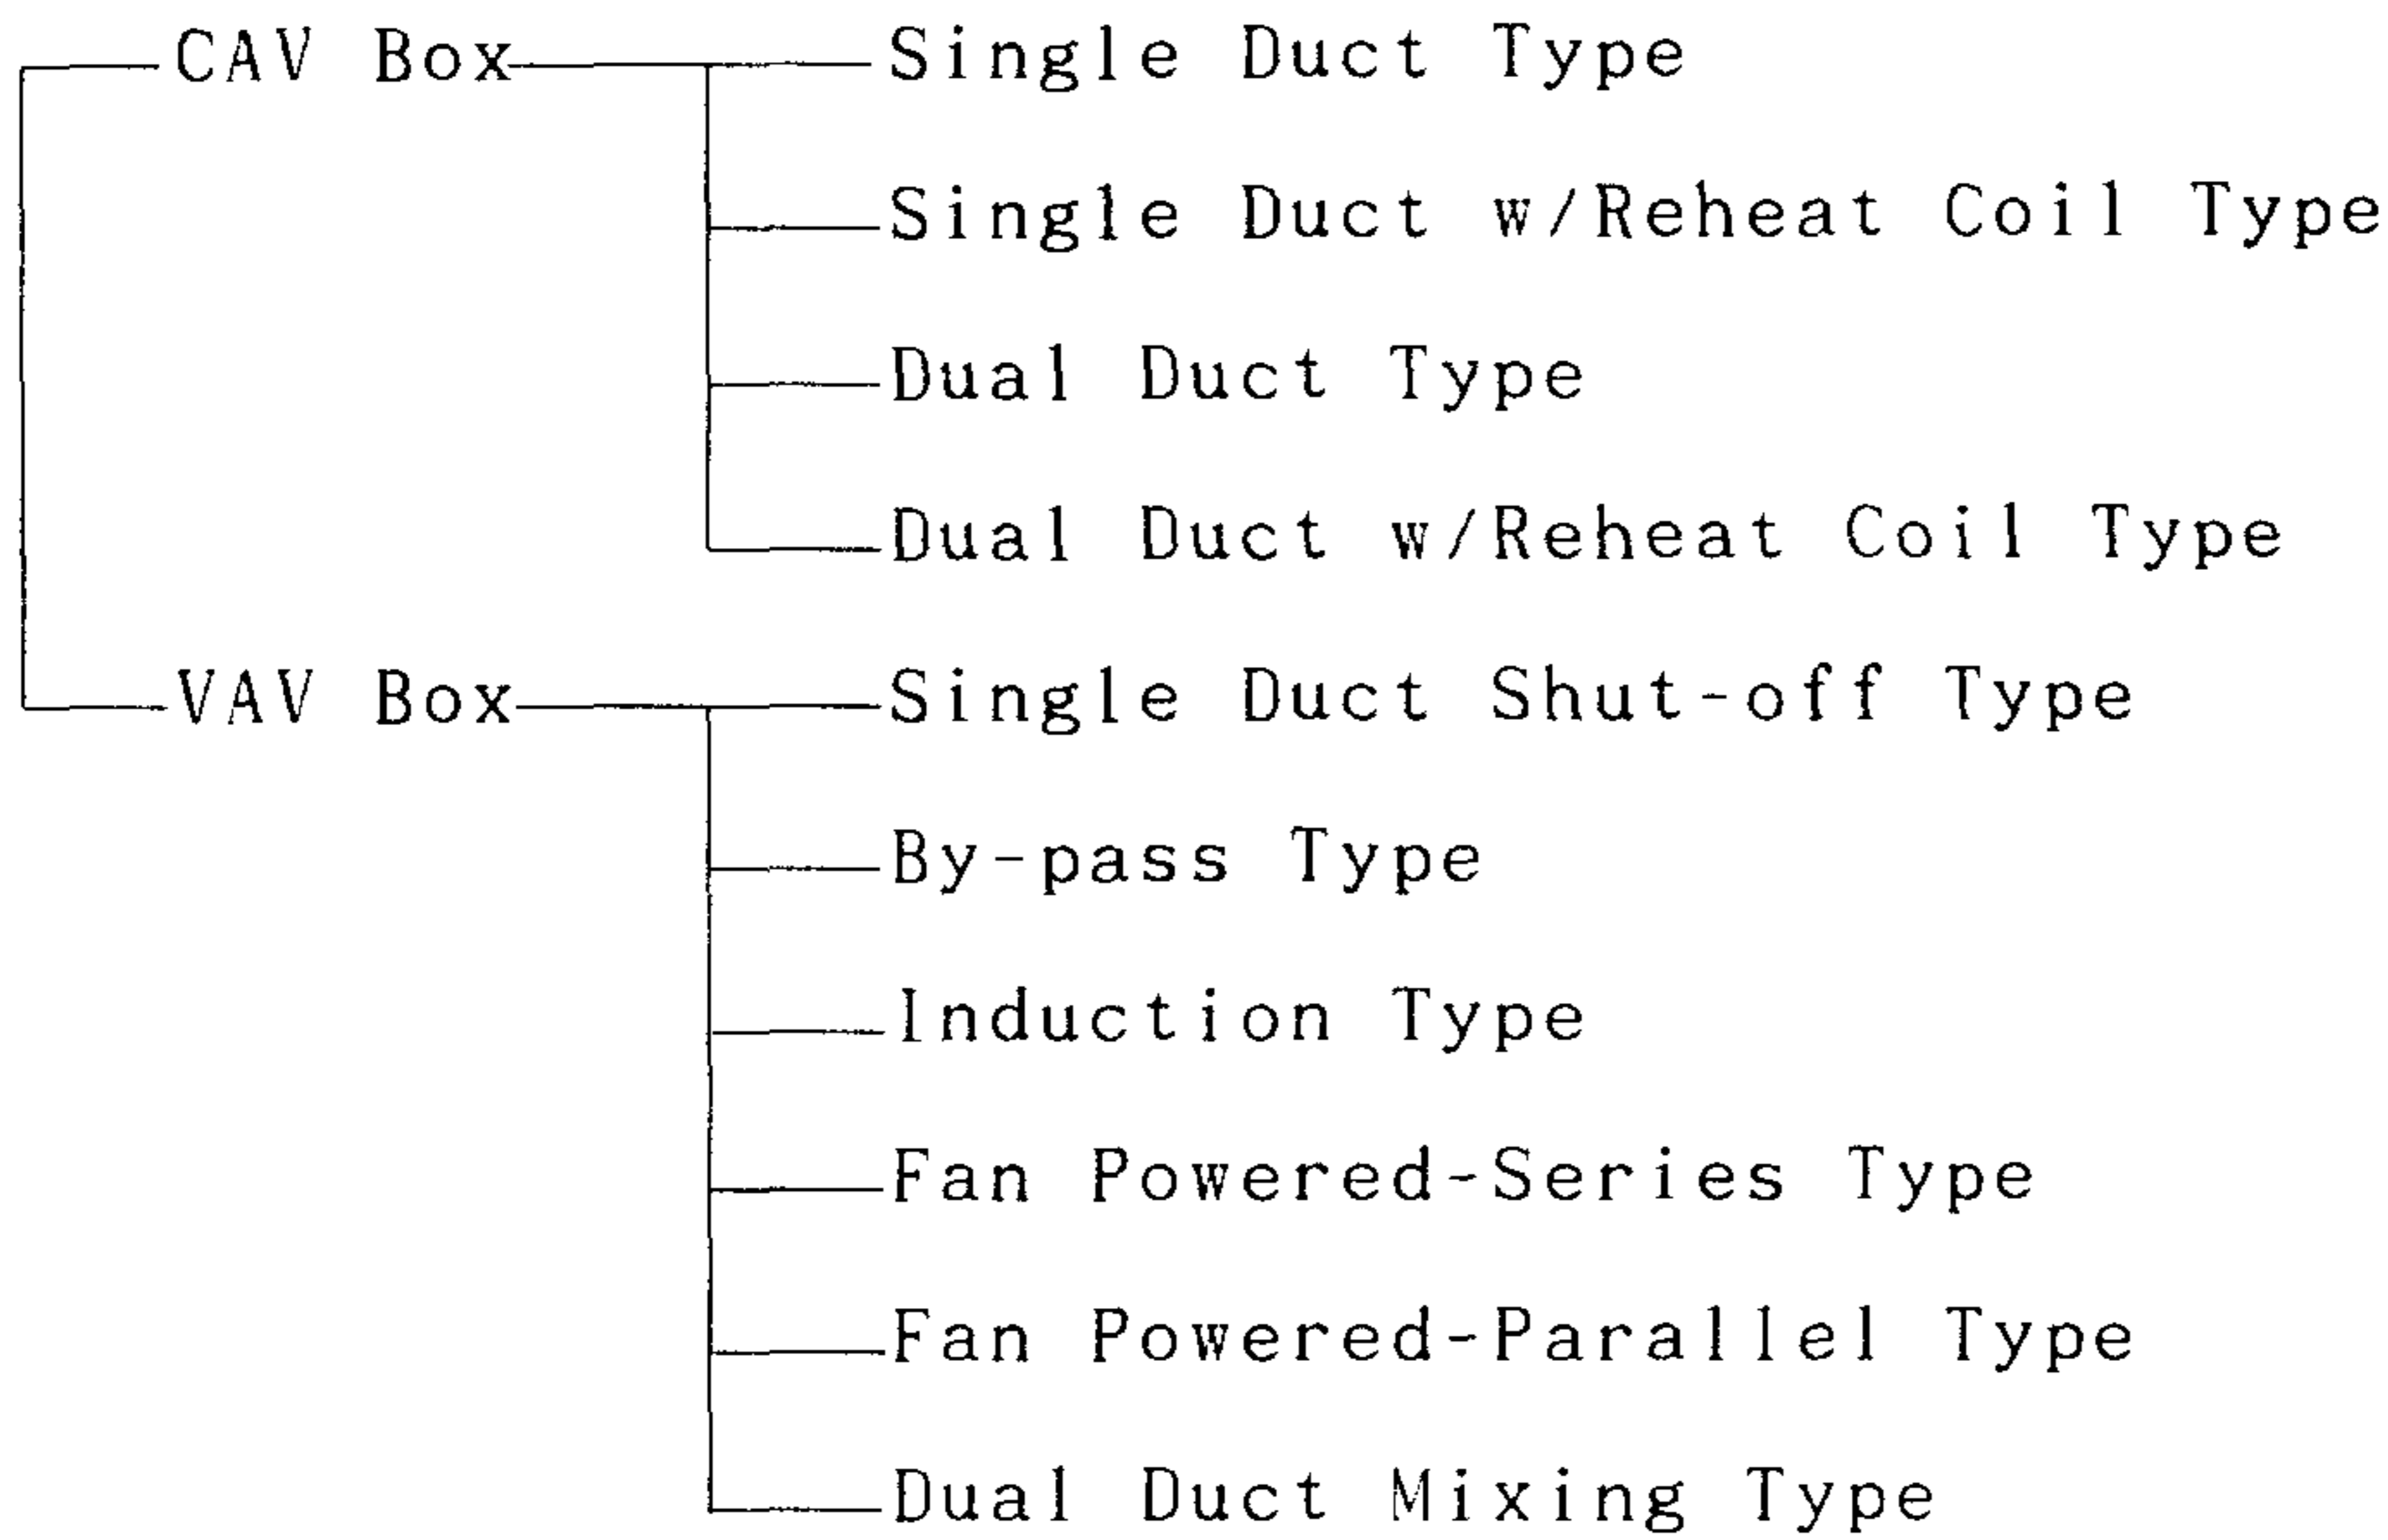 CAV Box Single Duct Type
Single Duct w/Reheat Coil Type
Dual Duct Type
Dual Duct w/Reheat Coil Type
VAV Box Single Duct Shut-off Type
By-pass Type
Induction Type
Fan Powered-Series Type
Fan Powered-Parallel Type
Dual Duct Mixing Type